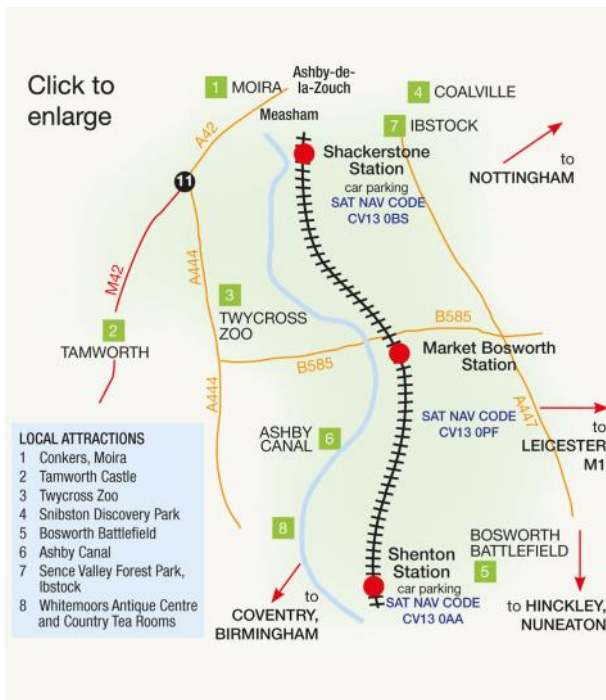 Click to
enlarge
1 MOIRA
Ashby-de-
la-Zouch
Measham
4 COALVILLE
7 IBSTOCK
A42
11
Shackerstone
Station
car parking
SAT NAV CODE
CV13 0BS
to
NOTTINGHAM
M42
A444
3
TWYCROSS
ZOO
2
TAMWORTH
B585
B585
Market Bosworth
Station
A444
SAT NAV CODE
CV13 0PF
A447
to
LEICESTER
M1
ASHBY
CANAL
6
LOCAL ATTRACTIONS
1 Conkers, Moira
2 Tamworth Castle
3 Twycross Zoo
4 Snibston Discovery Park
5 Bosworth Battlefield
6 Ashby Canal
7 Sence Valley Forest Park,
Ibstock
8 Whitemoors Antique Centre
and Country Tea Rooms
8
BOSWORTH
BATTLEFIELD
5
Shenton
Station
car parking
SAT NAV CODE
CV13 0AA
to
COVENTRY,
BIRMINGHAM
to HINCKLEY,
NUNEATON